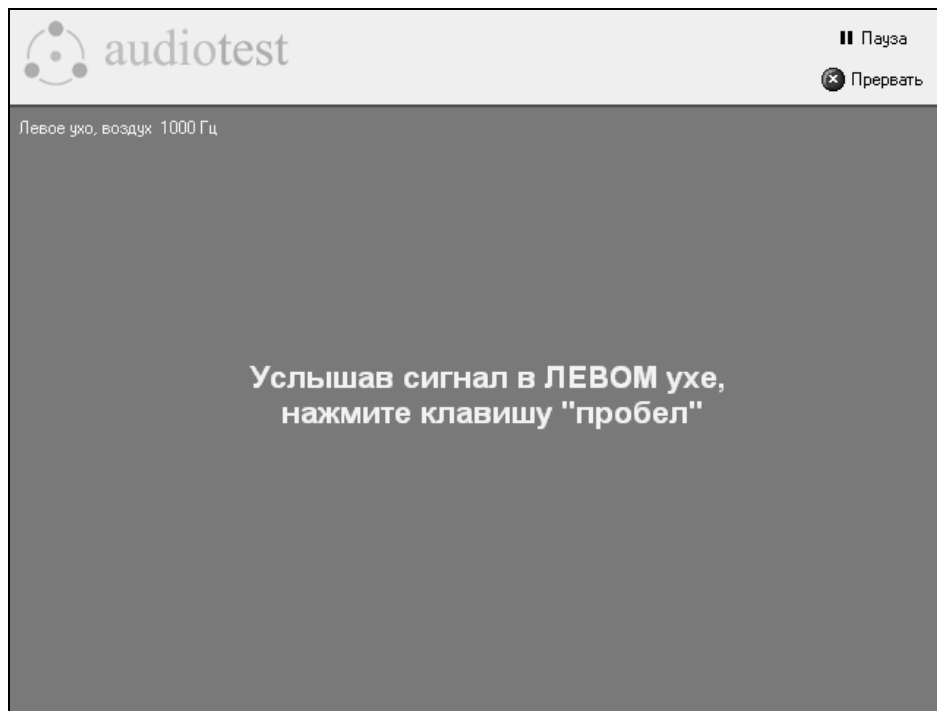 audiotest
Пауза
Прервать
Левое ухо, воздух 1000 Гц
Услышав сигнал в ЛЕВОМ ухе,
нажмите клавишу "пробел"